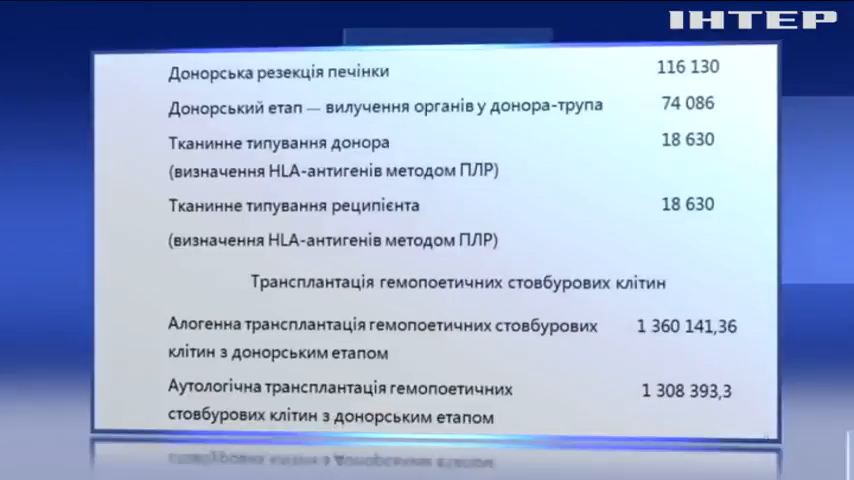 ІНТЕР
Донорська резекція печінки 116 130
Донорський етап — вилучення органів у донора-трупа 74 086
Тканинне типування донора 18 630
(визначення HLA-антигенів методом ПЛР)
Тканинне типування реципієнта 18 630
(визначення HLA-антигенів методом ПЛР)
Трансплантація гемопоетичних стовбурових клітин
Алогенна трансплантація гемопоетичних стовбурових 1 360 141,36
клітин з донорським етапом
Аутологічна трансплантація гемопоетичних 1 308 393,3
стовбурових клітин з донорським етапом